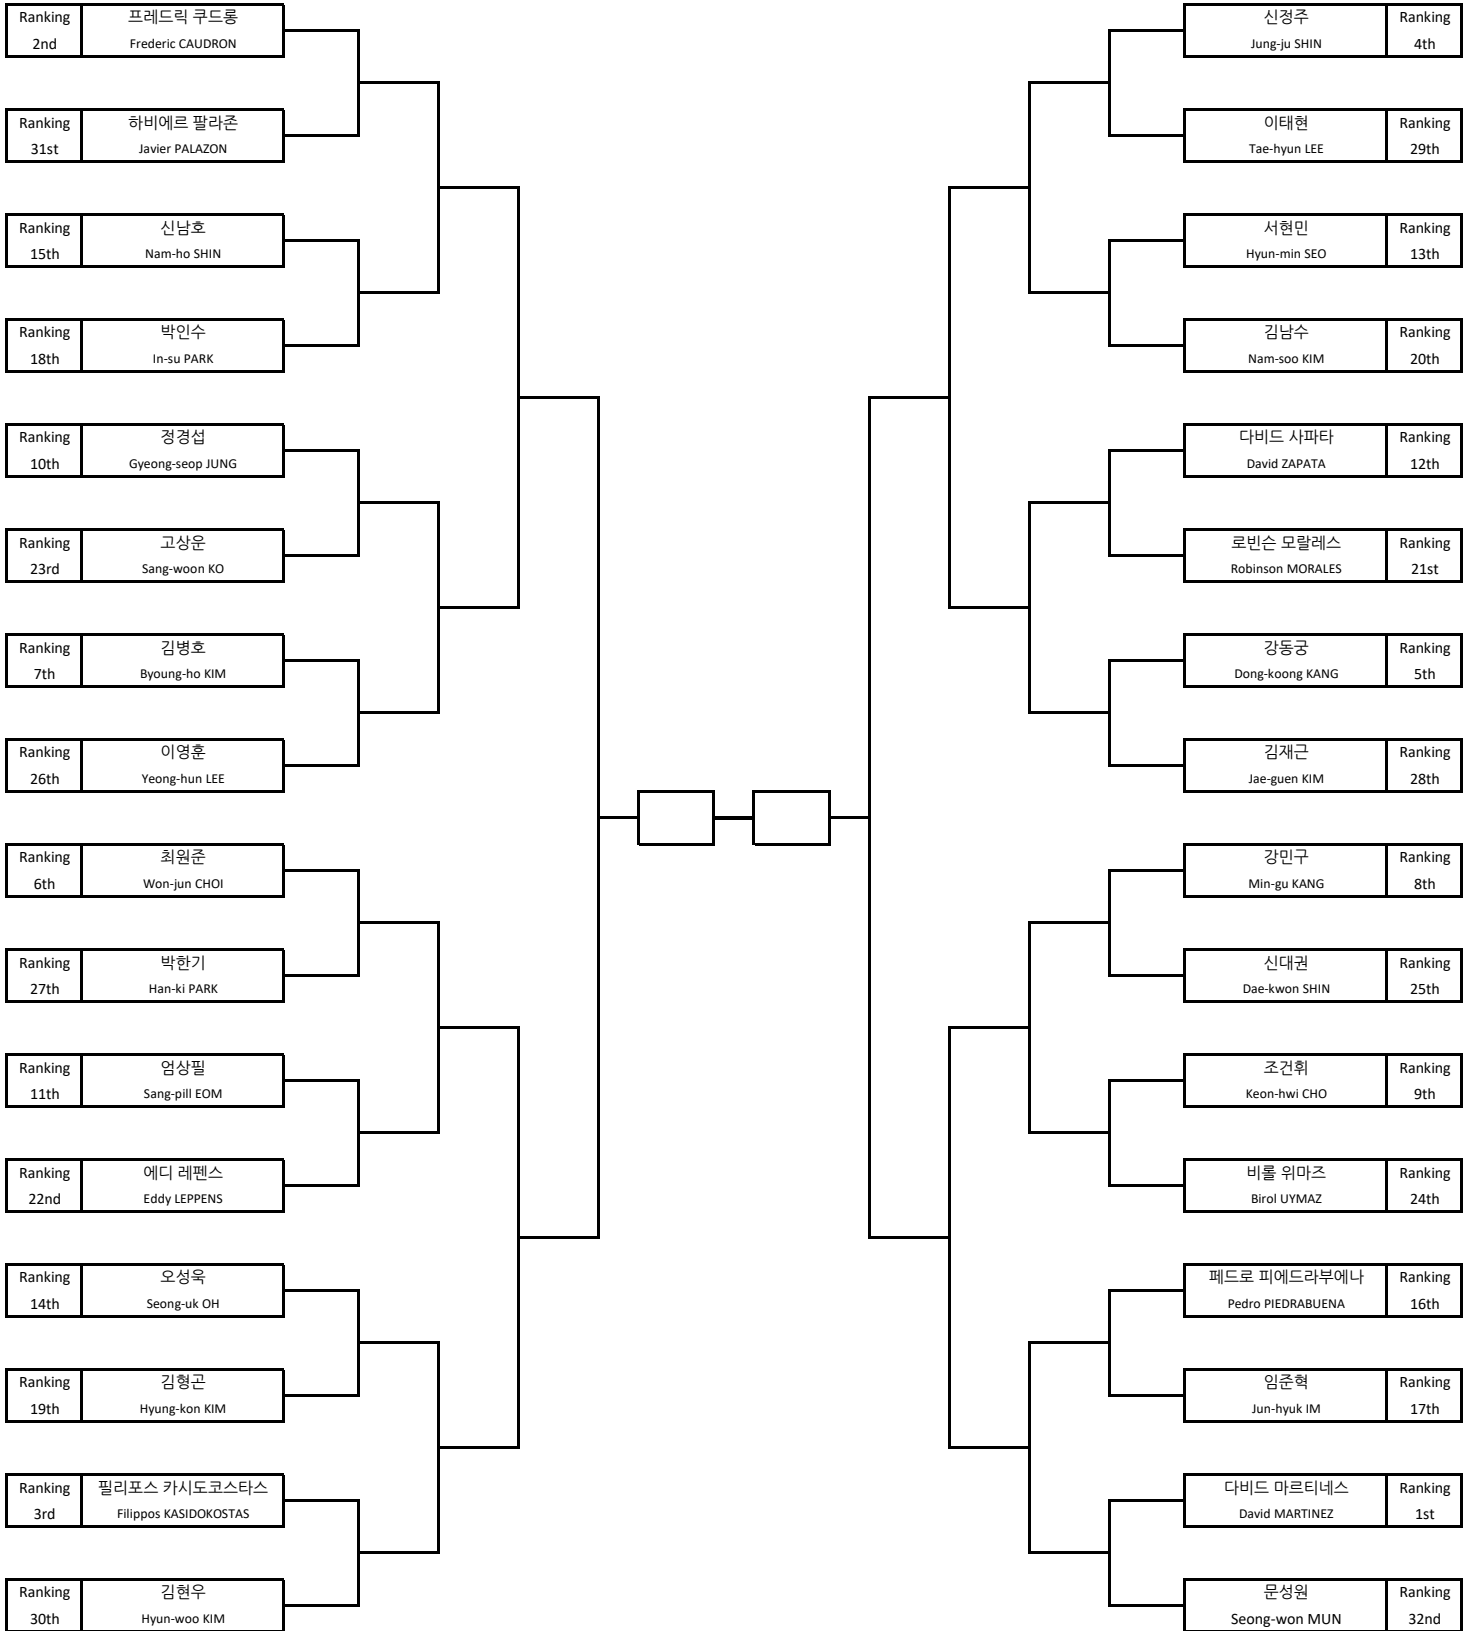 Ranking
2nd
프레드릭 쿠드롱
Frederic CAUDRON
Ranking
31st
하비에르 팔라존
Javier PALAZON
Ranking
15th
신남호
Nam-ho SHIN
Ranking
18th
박인수
In-su PARK
Ranking
10th
정경섭
Gyeong-seop JUNG
Ranking
23rd
고상운
Sang-woon KO
Ranking
7th
김병호
Byoung-ho KIM
Ranking
26th
이영훈
Yeong-hun LEE
Ranking
6th
최원준
Won-jun CHOI
Ranking
27th
박한기
Han-ki PARK
Ranking
11th
엄상필
Sang-pill EOM
Ranking
22nd
에디 레펜스
Eddy LEPPENS
Ranking
14th
오성욱
Seong-uk OH
Ranking
19th
김형곤
Hyung-kon KIM
Ranking
3rd
필리포스 카시도코스타스
Filippos KASIDOKOSTAS
Ranking
30th
김현우
Hyun-woo KIM
신정주
Jung-ju SHIN
Ranking
4th
이태현
Tae-hyun LEE
Ranking
29th
서현민
Hyun-min SEO
Ranking
13th
김남수
Nam-soo KIM
Ranking
20th
다비드 사파타
David ZAPATA
Ranking
12th
로빈슨 모랄레스
Robinson MORALES
Ranking
21st
강동궁
Dong-koong KANG
Ranking
5th
김재근
Jae-guen KIM
Ranking
28th
강민구
Min-gu KANG
Ranking
8th
신대권
Dae-kwon SHIN
Ranking
25th
조건휘
Keon-hwi CHO
Ranking
9th
비롤 위마즈
Birol UYMAZ
Ranking
24th
페드로 피에드라부에나
Pedro PIEDRABUENA
Ranking
16th
임준혁
Jun-hyuk IM
Ranking
17th
다비드 마르티네스
David MARTINEZ
Ranking
1st
문성원
Seong-won MUN
Ranking
32nd